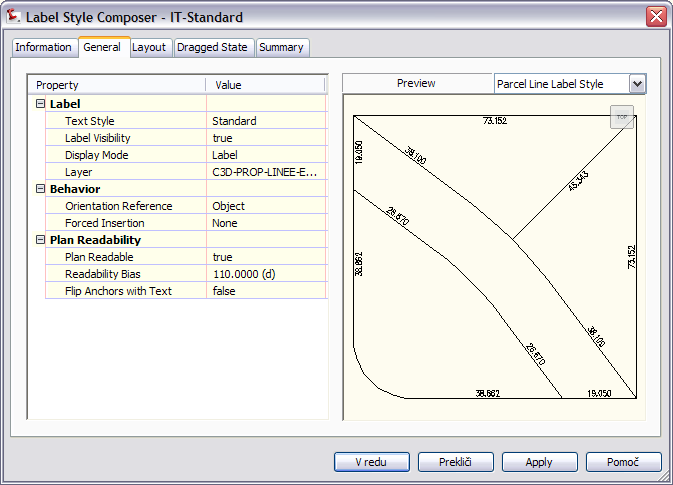 Label Style Composer - IT-Standard
Information General Layout Dragged State Summary
Property Value
Label
Text Style Standard
Label Visibility true
Display Mode Label
Layer C3D-PROP-LINEE-E...
Behavior
Orientation Reference Object
Forced Insertion None
Plan Readability
Plan Readable true
Readability Bias 110.0000 (d)
Flip Anchors with Text false
Preview Parcel Line Label Style
TOP
73.152
19.050
38.100
45.343
26.670
38.862
73.152
38.100
26.670
38.862
19.050
V redu Prekliči Apply Pomoč